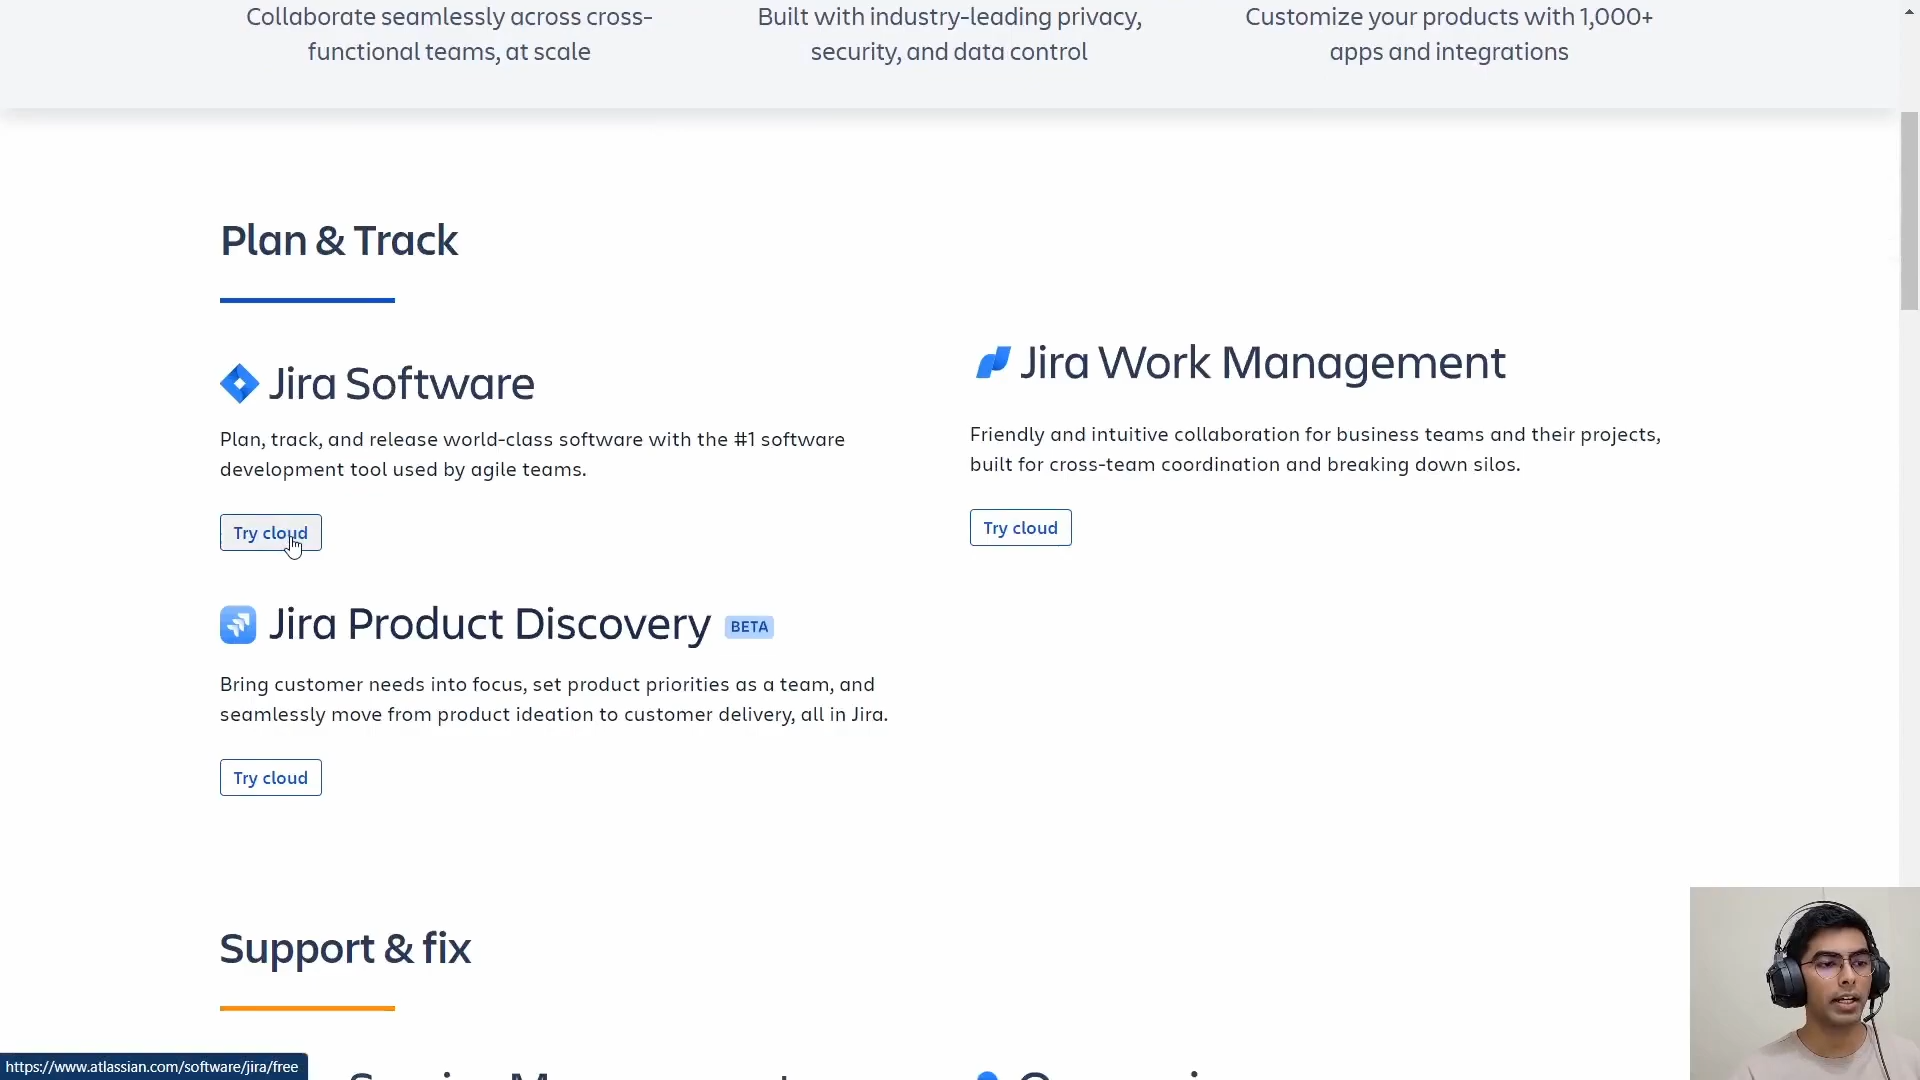 Collaborate seamlessly across cross-
functional teams, at scale
Built with industry-leading privacy,
security, and data control
Customize your products with 1,000+
apps and integrations
Plan & Track
Jira Software
Plan, track, and release world-class software with the #1 software
development tool used by agile teams.
Try cloud
Jira Work Management
Friendly and intuitive collaboration for business teams and their projects,
built for cross-team coordination and breaking down silos.
Try cloud
Jira Product Discovery BETA
Bring customer needs into focus, set product priorities as a team, and
seamlessly move from product ideation to customer delivery, all in Jira.
Try cloud
Support & fix
https://www.atlassian.com/software/jira/free